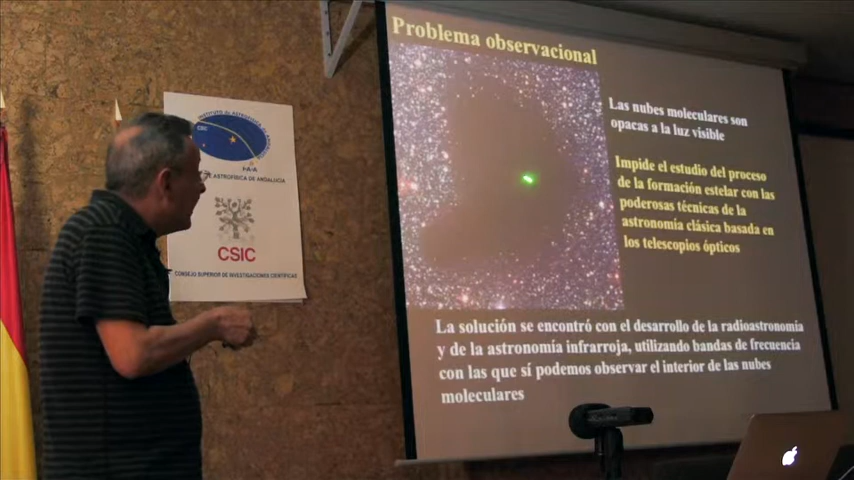 Problema observacional
Las nubes moleculares son
opacas a la luz visible
Impide el estudio del proceso
de la formación estelar con las
poderosas técnicas de la
astronomía clásica basada en
los telescopios ópticos
La solución se encontró con el desarrollo de la radioastronomía
y de la astronomía infrarroja, utilizando bandas de frecuencia
con las que sí podemos observar el interior de las nubes
moleculares
CSIC
DE ASTROFÍSICA DE ANDALUCIA
CSIC
CONSEJO SUPERIOR DE INVESTIGACIONES CIENTÍFICAS